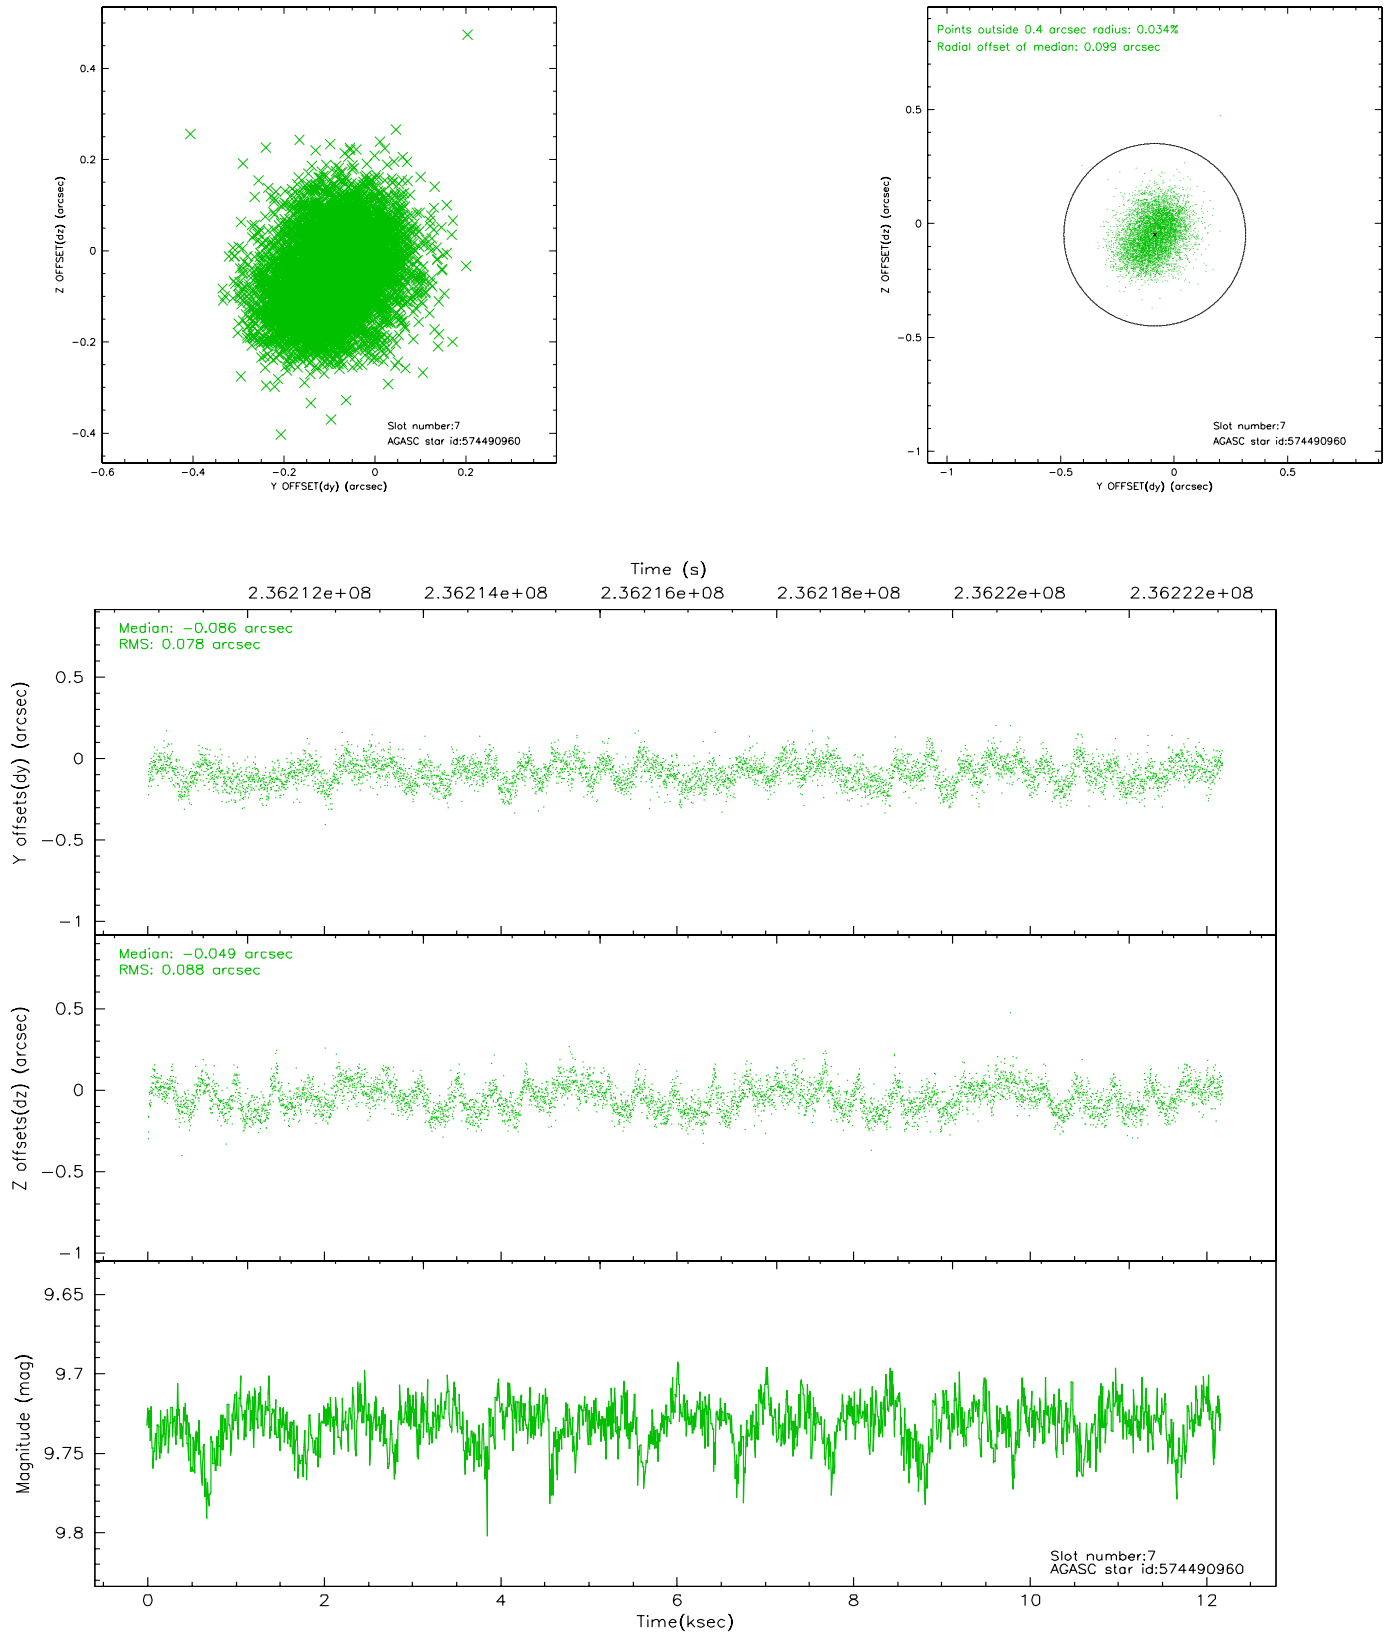 0.4
0.2
0
−0.2
−0.4
Z OFFSET(dz) (arcsec)
Slot number:7
AGASC star id:574490960
−0.6 −0.4 −0.2 0 0.2
Y OFFSET(dy) (arcsec)
Points outside 0.4 arcsec radius: 0.034%
Radial offset of median: 0.099 arcsec
0.5
0
−0.5
−1
Z OFFSET(dz) (arcsec)
Slot number:7
AGASC star id:574490960
−1 −0.5 0 0.5
Y OFFSET(dy) (arcsec)
Time (s)
2.36212e+08 2.36214e+08 2.36216e+08 2.36218e+08 2.3622e+08 2.36222e+08
Median: −0.086 arcsec
RMS: 0.078 arcsec
0.5
0
−0.5
−1
Y offsets(dy) (arcsec)
Median: −0.049 arcsec
RMS: 0.088 arcsec
0.5
0
−0.5
−1
Z offsets(dz) (arcsec)
9.65
9.7
9.75
9.8
Magnitude (mag)
Slot number:7
AGASC star id:574490960
0 2 4 6 8 10 12
Time(ksec)